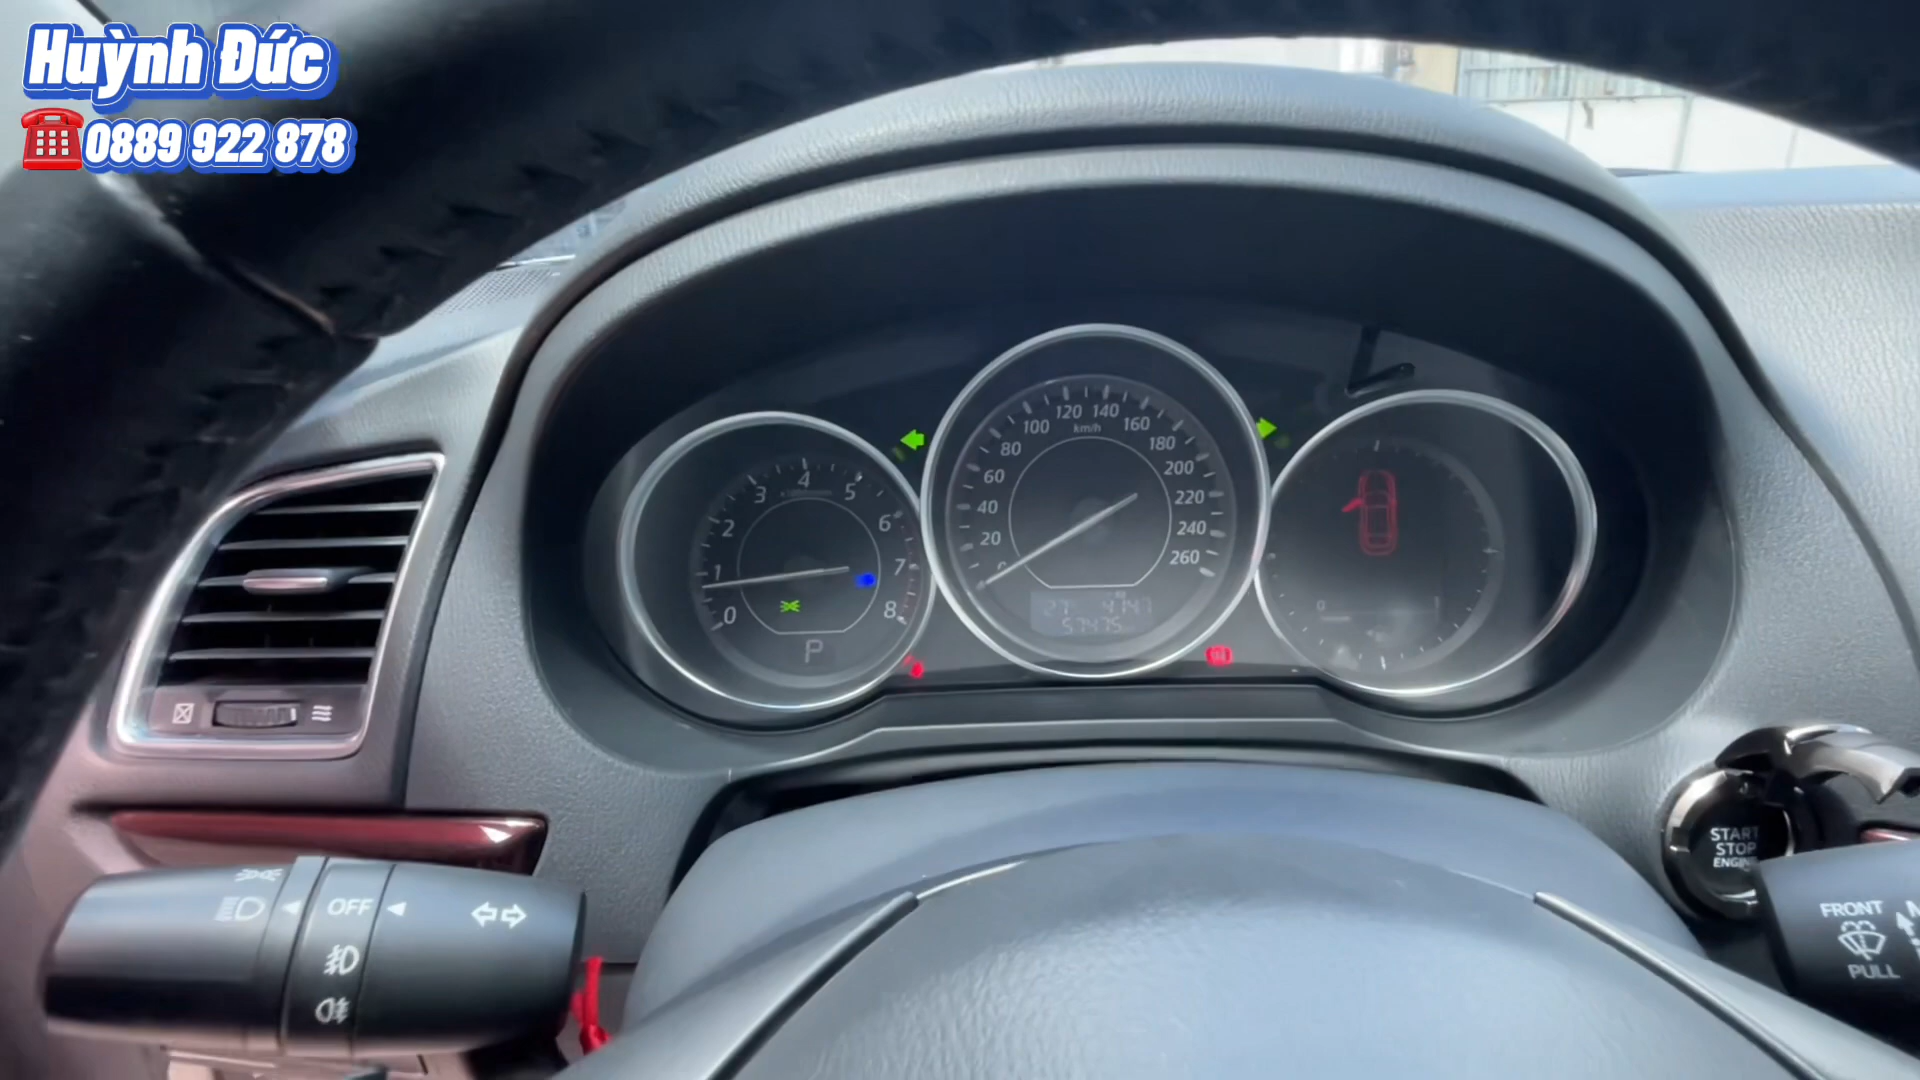 Huỳnh Đức
0889 922 878
0 1 2 3 4 5 6 7 8
P
20 40 60 80 100 120 140 160 180 200 220 240 260
km/h
57475
START
STOP
ENGINE
OFF
FRONT
PULL